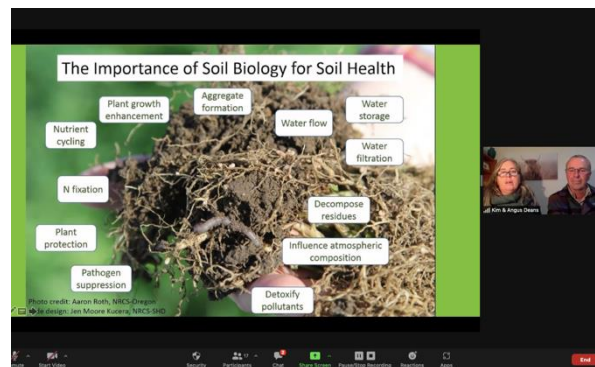 The Importance of Soil Biology for Soil Health
Aggregate
formation
Plant growth
enhancement
Water
storage
Water flow
Nutrient
cycling
Water
filtration
N fixation
Decompose
residues
Plant
protection
Influence atmospheric
composition
Pathogen
suppression
Detoxify
pollutants
Photo credit: Aaron Roth, NRCS-Oregon
design: Jen Moore Kucera, NRCS-SHD
Kim & Angus Deans
Start Video
Security
Participants
17
Chat
Share Screen
Pause/Stop Recording
Reactions
Apps
End